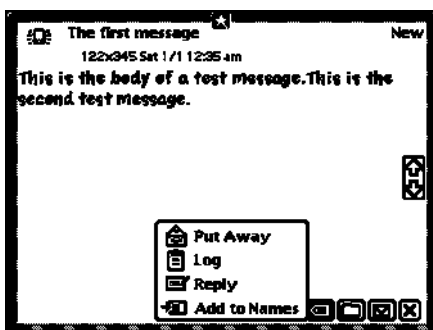 The first message New
122x345 Sat 1/1 12:35 am
This is the body of a test message.This is the
second test message.
Put Away
Log
Reply
Add to Names